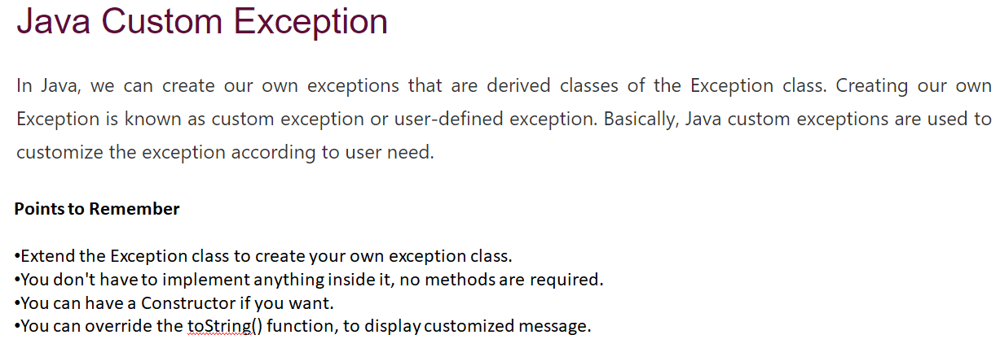 Java Custom Exception
In Java, we can create our own exceptions that are derived classes of the Exception class. Creating our own
Exception is known as custom exception or user-defined exception. Basically, Java custom exceptions are used to
customize the exception according to user need.
Points to Remember
•Extend the Exception class to create your own exception class.
•You don't have to implement anything inside it, no methods are required.
•You can have a Constructor if you want.
•You can override the toString() function, to display customized message.